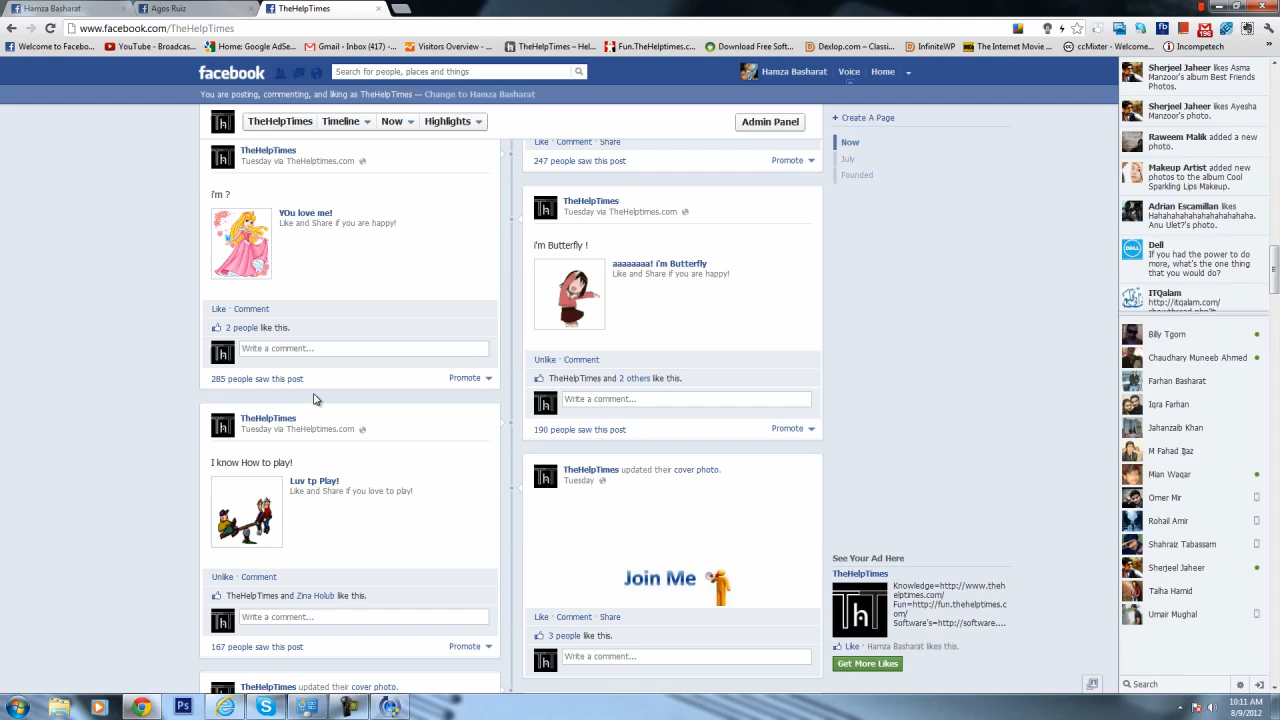 Hamza Basharat
Agos Ruiz
TheHelpTimes
www.facebook.com/TheHelpTimes
196
Welcome to Facebo...
YouTube - Broadcas...
Home: Google AdSe...
Gmail - Inbox (417) -...
Visitors Overview - ...
TheHelpTimes – Hel...
Fun.TheHelptimes.c...
Download Free Soft...
Dexlop.com – Classi...
InfiniteWP
The Internet Movie ...
ccMixter - Welcome...
Incompetech
»
facebook
Search for people, places and things
Hamza Basharat
Voice
Home
You are posting, commenting, and liking as TheHelpTimes — Change to Hamza Basharat
TheHelpTimes
Timeline
Now
Highlights
Admin Panel
TheHelpTimes
Tuesday via TheHelptimes.com
i'm ?
YOu love me!
Like and Share if you are happy!
Like · Comment
2 people like this.
Write a comment...
285 people saw this post
Promote
TheHelpTimes
Tuesday via TheHelptimes.com
I know How to play!
Luv tp Play!
Like and Share if you love to play!
Unlike · Comment
TheHelpTimes and Zina Holub like this.
Write a comment...
167 people saw this post
Promote
TheHelpTimes updated their cover photo.
Like · Comment · Share
247 people saw this post
Promote
TheHelpTimes
Tuesday via TheHelptimes.com
i'm Butterfly !
aaaaaaa! i'm Butterfly
Like and Share if you are happy!
Unlike · Comment
TheHelpTimes and 2 others like this.
Write a comment...
190 people saw this post
Promote
TheHelpTimes updated their cover photo.
Tuesday
Join Me
Like · Comment · Share
3 people like this.
Write a comment...
+ Create A Page
Now
July
Founded
See Your Ad Here
TheHelpTimes
Th
Knowledge=http://www.theh
elptimes.com/
Fun=http://fun.thehelptimes.c
om/
Software's=http://software....
Like · Hamza Basharat likes this.
Get More Likes
Sherjeel Jaheer likes Asma
Manzoor's album Best Friends
Photos.
Sherjeel Jaheer likes Ayesha
Manzoor's photo.
Raweem Malik added a new
photo.
Makeup Artist added new
photos to the album Cool
Sparkling Lips Makeup.
Adrian Escamillan likes
Hahahahahahahahahaha.
Anu Ulet?'s photo.
DELL
Dell
If you had the power to do
more, what's the one thing
that you would do?
ITQalam
http://itqalam.com/
Billy Tgom
Chaudhary Muneeb Ahmed
Farhan Basharat
Iqra Farhan
Jahanzaib Khan
M Fahad Ijaz
Mian Waqar
Omer Mir
Rohail Amir
Shahraiz Tabassam
Sherjeel Jaheer
Talha Hamid
Umair Mughal
Search
Ps
10:11 AM
8/9/2012